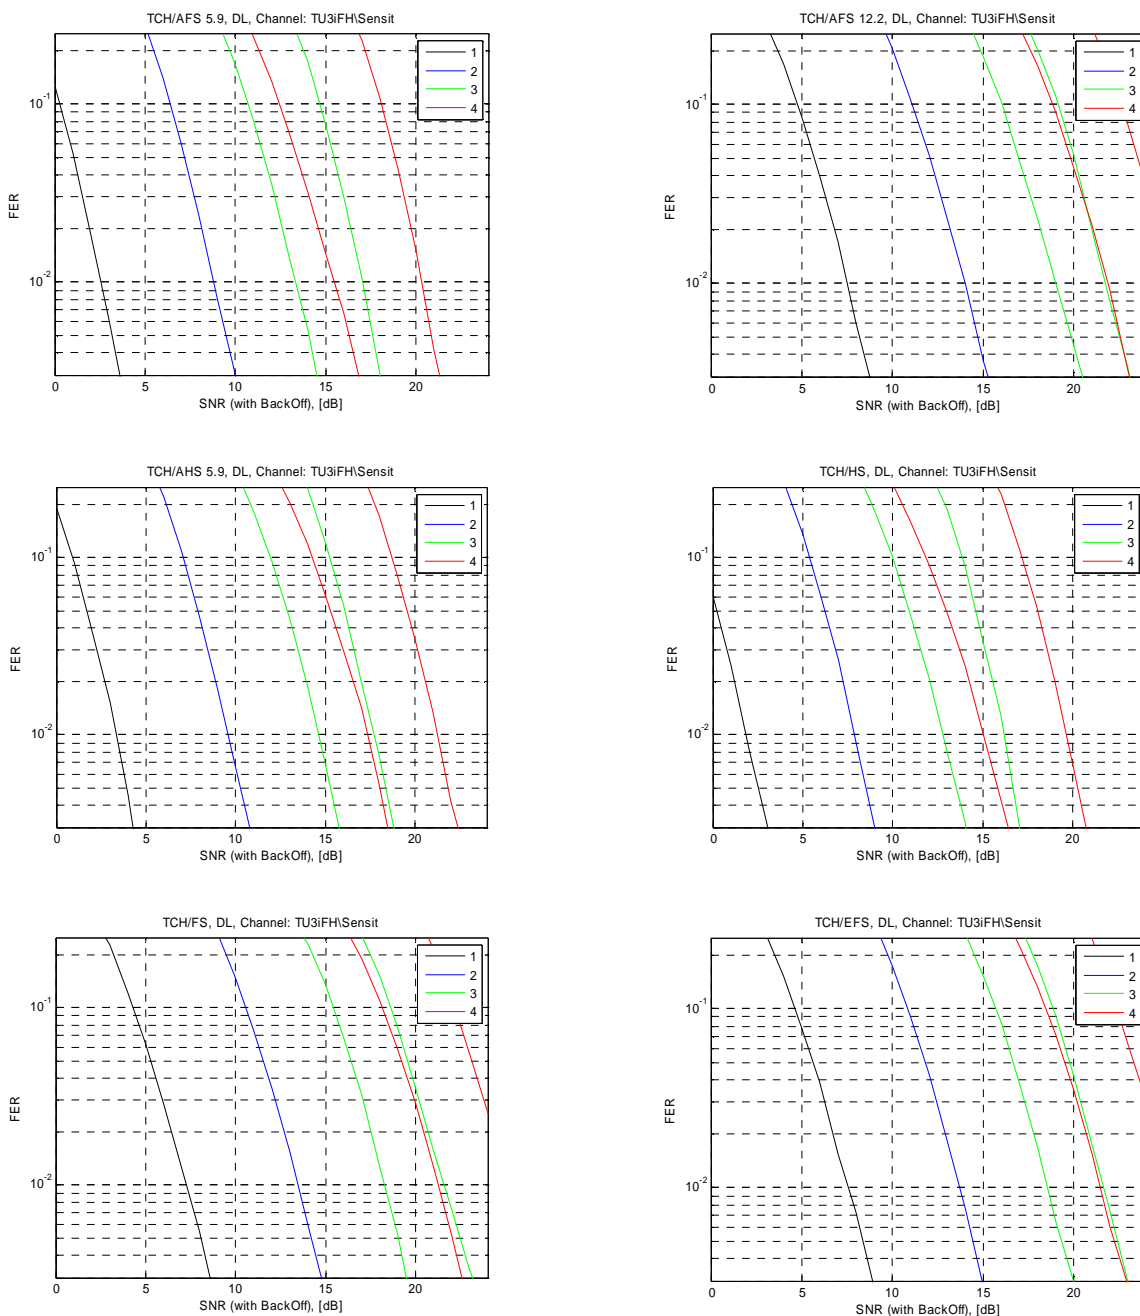 TCH/AFS 5.9, DL, Channel: TU3iFH\Sensit
1
2
3
4
10-1
10-2
FER
0 5 10 15 20
SNR (with BackOff), [dB]
TCH/AFS 12.2, DL, Channel: TU3iFH\Sensit
1
2
3
4
10-1
10-2
FER
0 5 10 15 20
SNR (with BackOff), [dB]
TCH/AHS 5.9, DL, Channel: TU3iFH\Sensit
1
2
3
4
10-1
10-2
FER
0 5 10 15 20
SNR (with BackOff), [dB]
TCH/HS, DL, Channel: TU3iFH\Sensit
1
2
3
4
10-1
10-2
FER
0 5 10 15 20
SNR (with BackOff), [dB]
TCH/FS, DL, Channel: TU3iFH\Sensit
1
2
3
4
10-1
10-2
FER
0 5 10 15 20
SNR (with BackOff), [dB]
TCH/EFS, DL, Channel: TU3iFH\Sensit
1
2
3
4
10-1
10-2
FER
0 5 10 15 20
SNR (with BackOff), [dB]